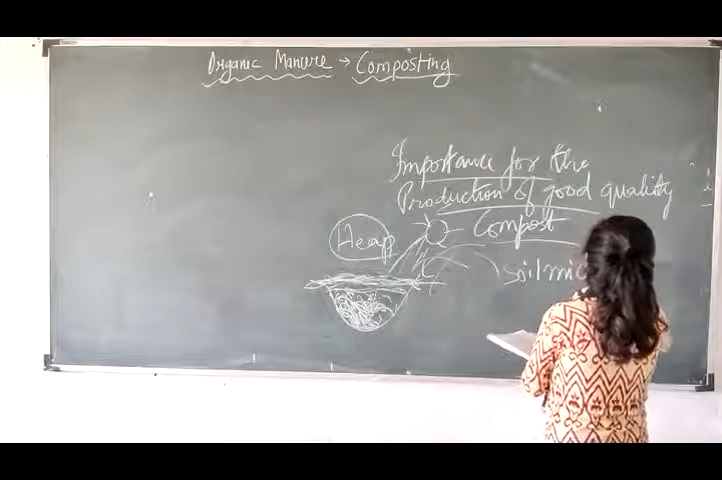 Organic Manure → Composting
Importance for the
Production of good quality
Compost
Heap
soil mic